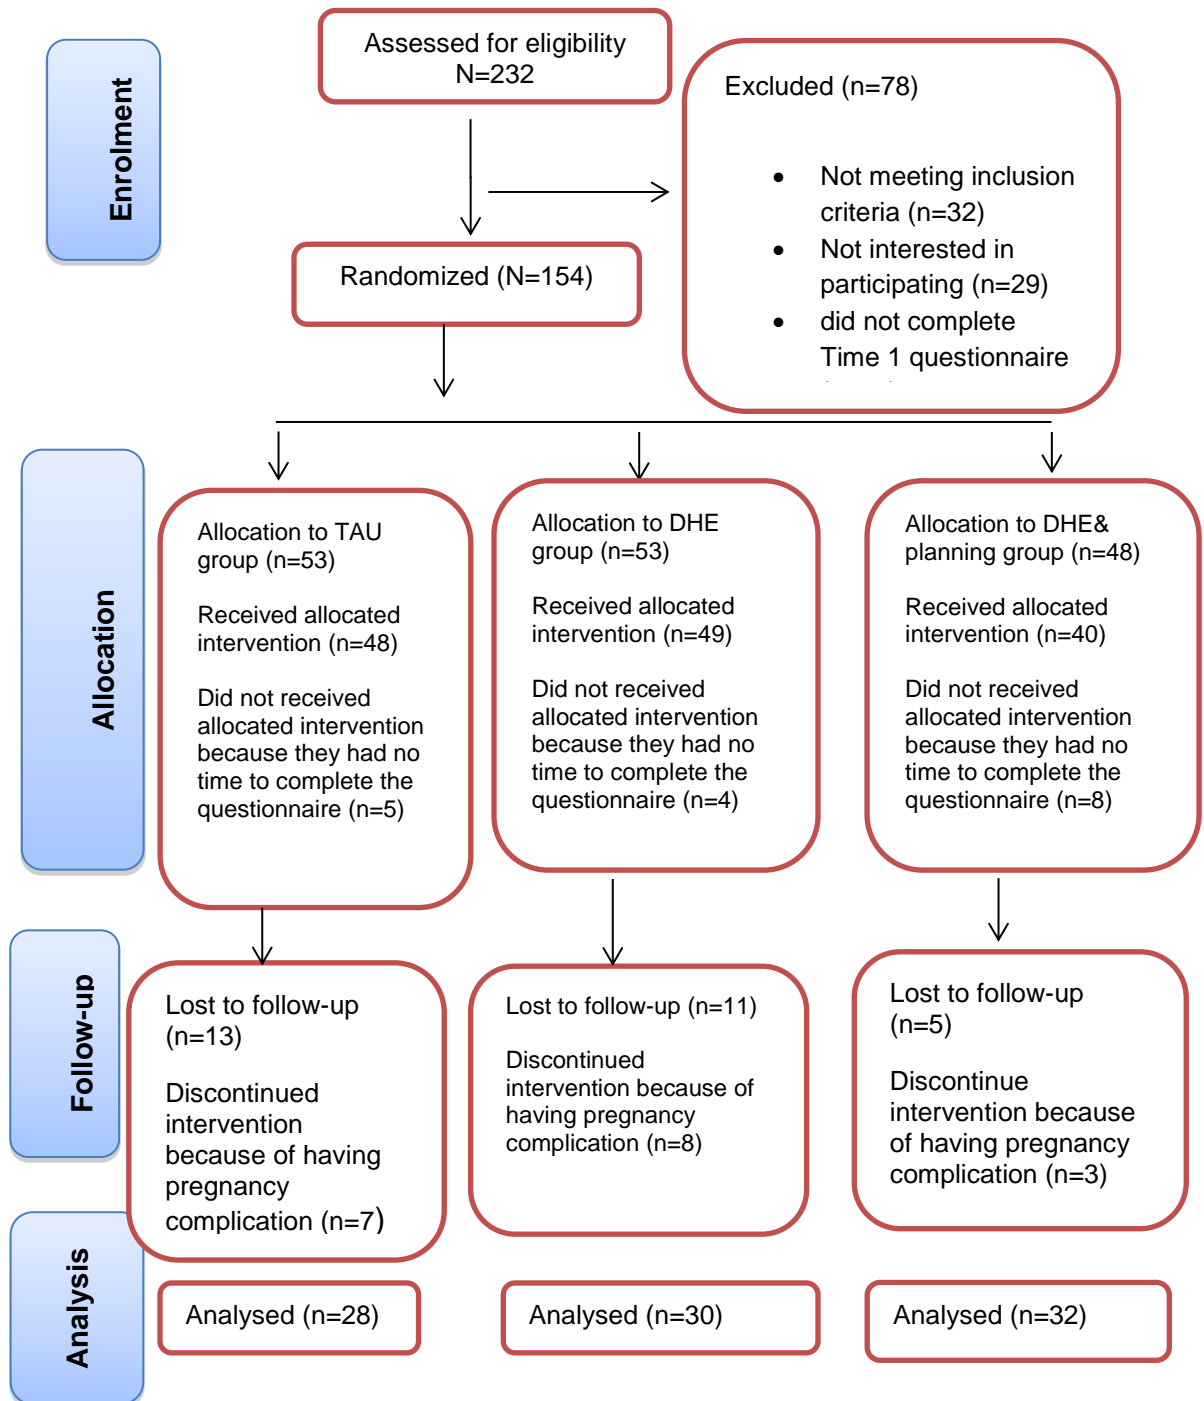 Enrolment
Assessed for eligibility
N=232
Excluded (n=78)
• Not meeting inclusion
criteria (n=32)
• Not interested in
participating (n=29)
• did not complete
Time 1 questionnaire
Randomized (N=154)
Allocation
Allocation to TAU
group (n=53)
Received allocated
intervention (n=48)
Did not received
allocated intervention
because they had no
time to complete the
questionnaire (n=5)
Allocation to DHE
group (n=53)
Received allocated
intervention (n=49)
Did not received
allocated intervention
because they had no
time to complete the
questionnaire (n=4)
Allocation to DHE&
planning group (n=48)
Received allocated
intervention (n=40)
Did not received
allocated intervention
because they had no
time to complete the
questionnaire (n=8)
Follow-up
Lost to follow-up
(n=13)
Discontinued
intervention
because of having
pregnancy
complication (n=7)
Lost to follow-up (n=11)
Discontinued
intervention because of
having pregnancy
complication (n=8)
Lost to follow-up
(n=5)
Discontinue
intervention because
of having pregnancy
complication (n=3)
Analysis
Analysed (n=28)
Analysed (n=30)
Analysed (n=32)